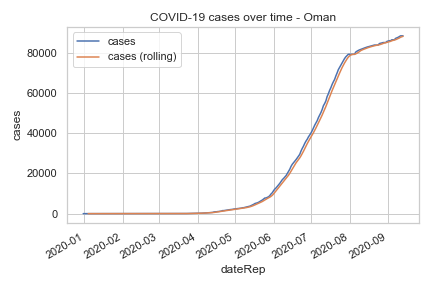 COVID-19 cases over time - Oman
cases
cases (rolling)
80000
60000
40000
20000
0
cases
2020-01
2020-02
2020-03
2020-04
2020-05
2020-06
2020-07
2020-08
2020-09
dateRep